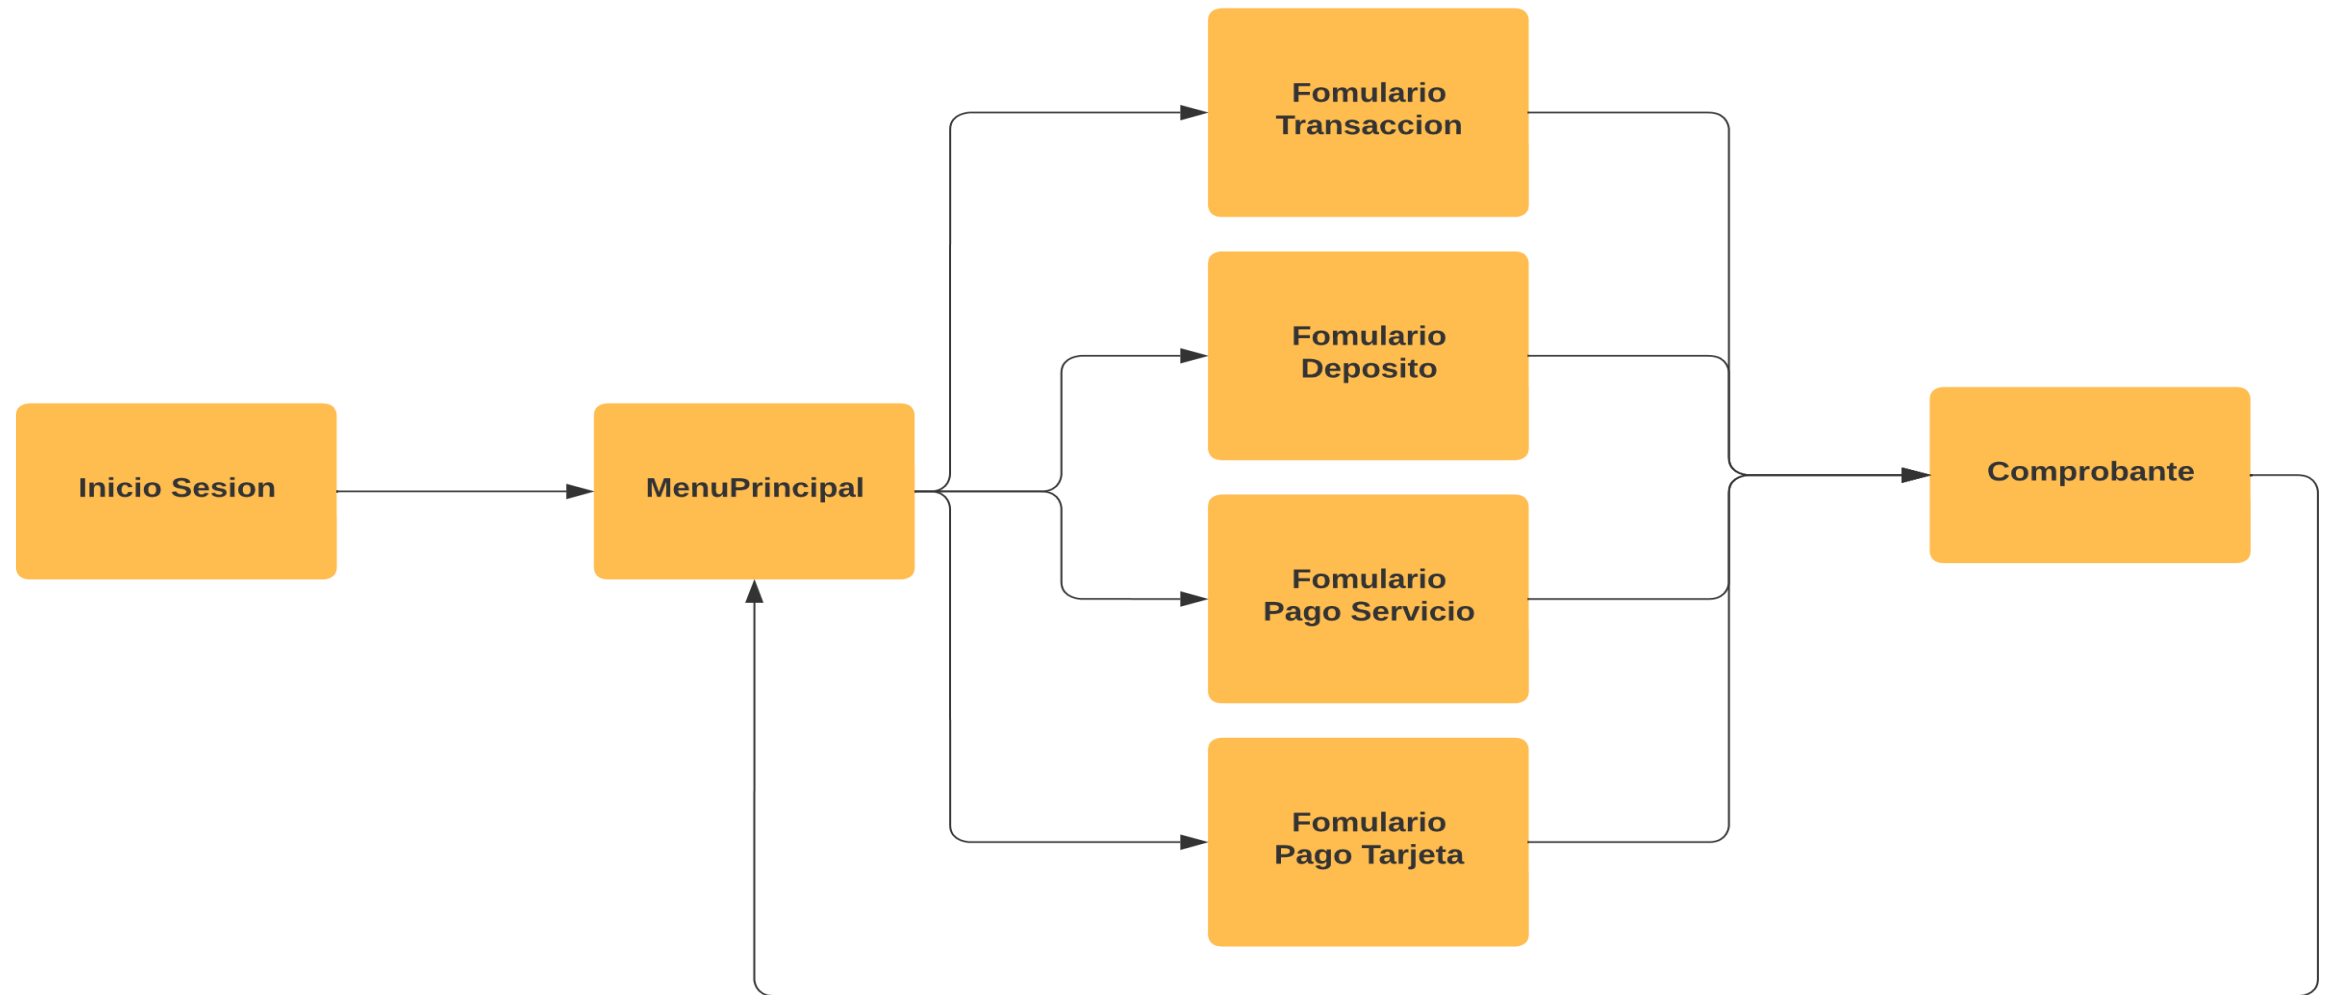 Inicio Sesion
MenuPrincipal
Fomulario
Transaccion
Fomulario
Deposito
Fomulario
Pago Servicio
Fomulario
Pago Tarjeta
Comprobante